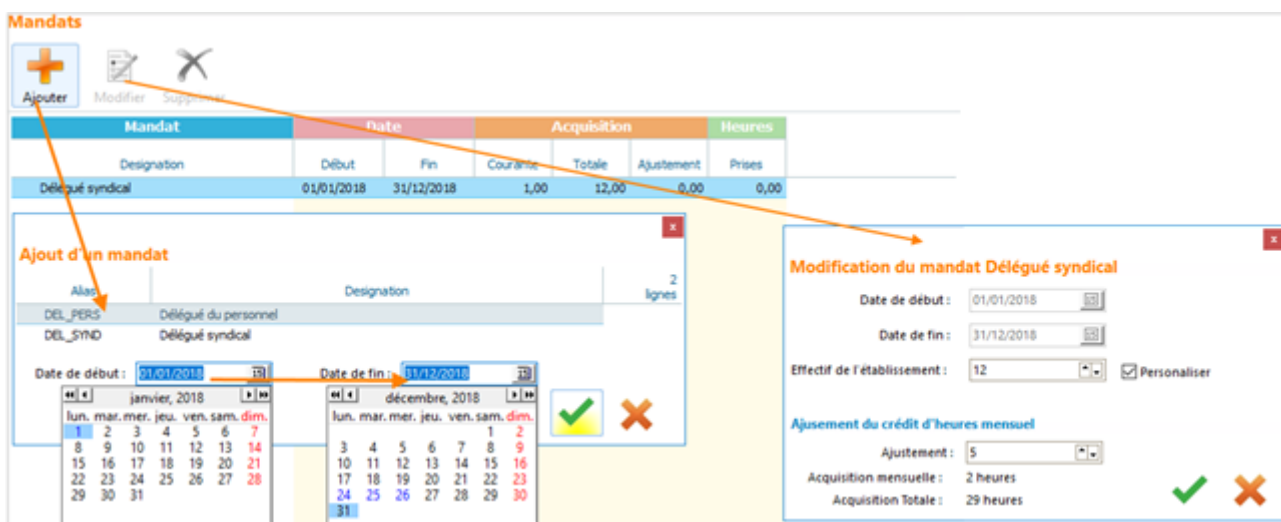 Mandats
Ajouter Modifier Supprimer
Mandat Date Acquisition Heures
Designation Début Fin Courante Totale Ajustement Prises
Délégué syndical 01/01/2018 31/12/2018 1,00 12,00 0,00 0,00
Ajout d'un mandat
Alias Designation 2 lignes
DEL_PERS Délégué du personnel
DEL_SYND Délégué syndical
Date de début : 01/01/2018 Date de fin : 31/12/2018
janvier, 2018
lun. mar. mer. jeu. ven. sam. dim.
1 2 3 4 5 6 7
8 9 10 11 12 13 14
15 16 17 18 19 20 21
22 23 24 25 26 27 28
29 30 31
décembre, 2018
lun. mar. mer. jeu. ven. sam. dim.
1 2
3 4 5 6 7 8 9
10 11 12 13 14 15 16
17 18 19 20 21 22 23
24 25 26 27 28 29 30
31
Modification du mandat Délégué syndical
Date de début : 01/01/2018
Date de fin : 31/12/2018
Effectif de l'établissement : 12 Personaliser
Ajusement du crédit d'heures mensuel
Ajustement : 5
Acquisition mensuelle : 2 heures
Acquisition Totale : 29 heures